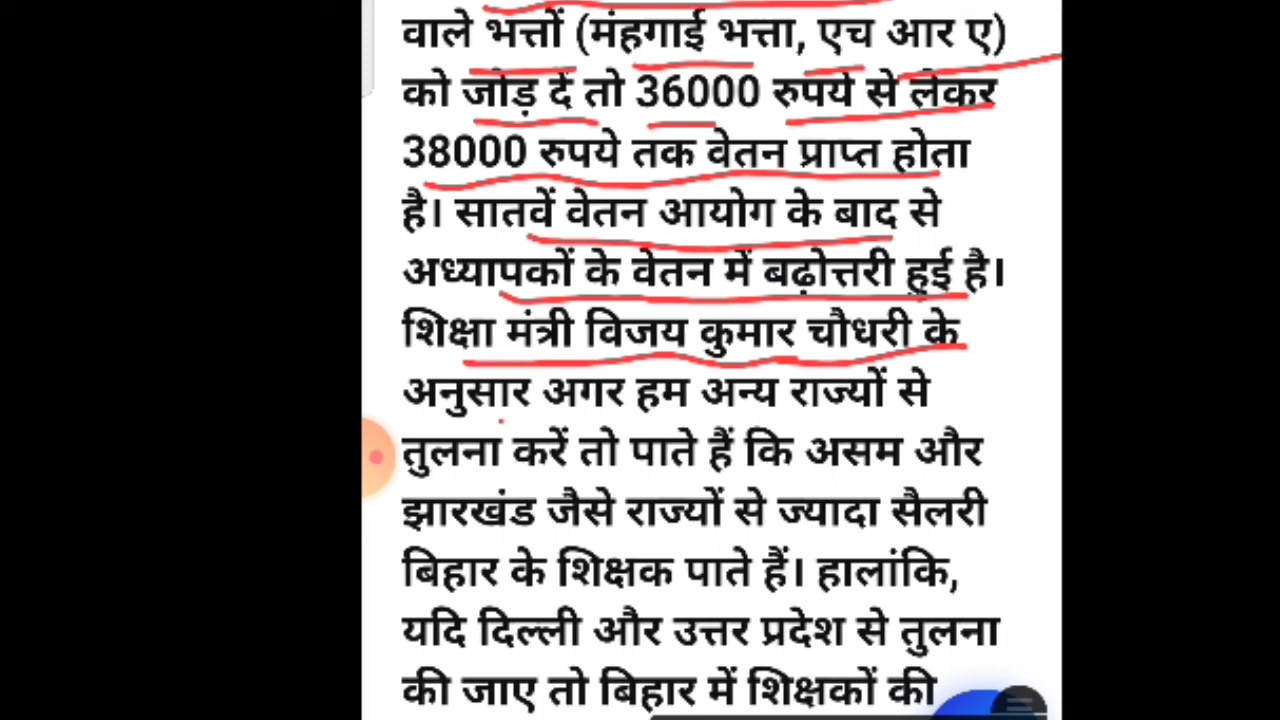 वाले भत्तों (मंहगाई भत्ता, एच आर ए)
को जोड़ दें तो 36000 रुपये से लेकर
38000 रुपये तक वेतन प्राप्त होता
है। सातवें वेतन आयोग के बाद से
अध्यापकों के वेतन में बढ़ोत्तरी हुई है।
शिक्षा मंत्री विजय कुमार चौधरी के
अनुसार अगर हम अन्य राज्यों से
तुलना करें तो पाते हैं कि असम और
झारखंड जैसे राज्यों से ज्यादा सैलरी
बिहार के शिक्षक पाते हैं। हालांकि,
यदि दिल्ली और उत्तर प्रदेश से तुलना
की जाए तो बिहार में शिक्षकों की